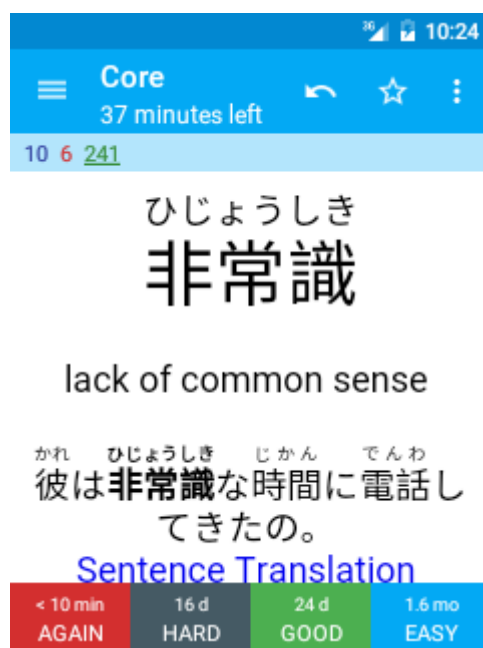 36 10:24
Core
37 minutes left
10 6 241
ひじょうしき
非常識
lack of common sense
かれ ひじょうしき じかん でんわ
彼は非常識な時間に電話し
てきたの。
Sentence Translation
< 10 min 16 d 24 d 1.6 mo
AGAIN HARD GOOD EASY